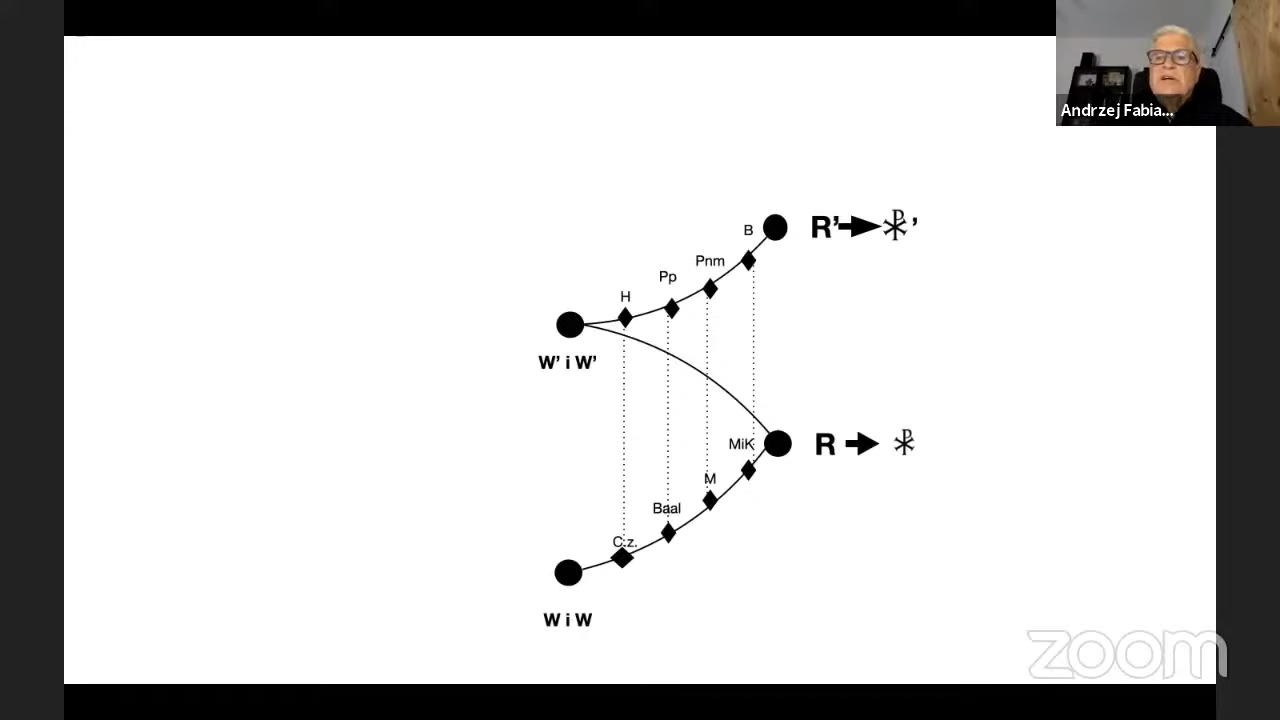 Andrzej Fabia...
B
R’ ☧ ’
Pnm
Pp
H
W’ i W’
MiK
R ☧
M
Baal
C.z.
W i W
zoom